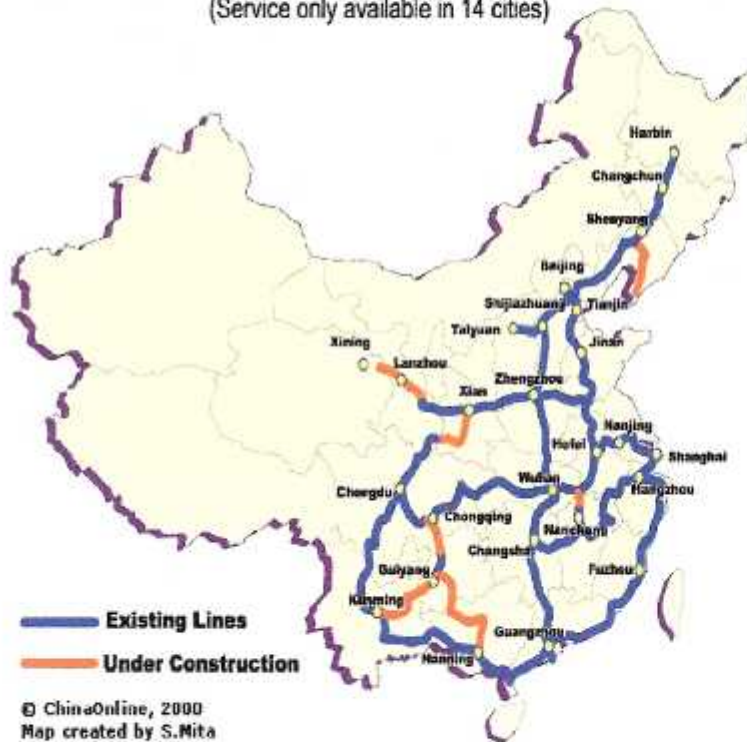 (Service only available in 14 cities)
Harbin
Changchun
Shenyang
Beijing
Shijiazhuang
Tianjin
Taiyuan
Jinan
Xining
Lanzhou
Xian
Zhengzhou
Nanjing
Hefei
Shanghai
Wuhan
Hangzhou
Chengdu
Chongqing
Nanchang
Changsha
Guiyang
Fuzhou
Kunming
Existing Lines
Guangzhou
Nanning
Under Construction
© ChinaOnline, 2000
Map created by S.Mita